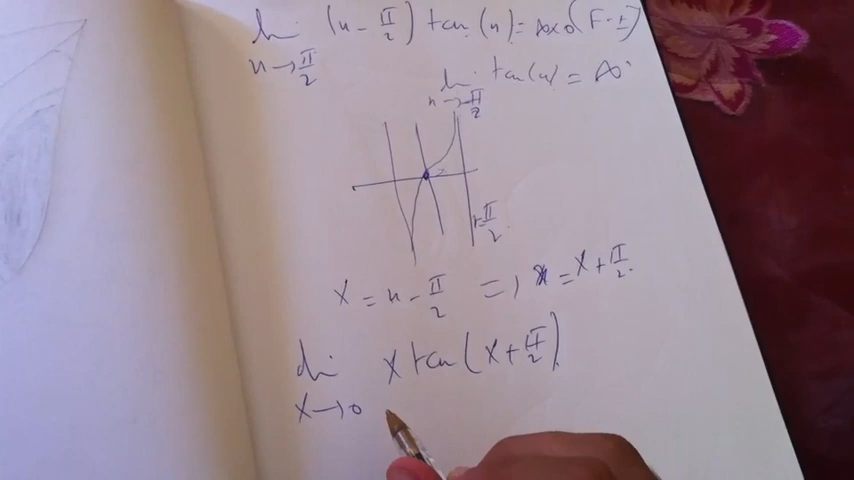 lim (x - π/2) tan(x) = ∞×0 (F.I)
x→π/2
lim tan(x) = ∞
x→π/2
π/2
X = x - π/2 => x = X + π/2
lim X tan(X + π/2)
X→0